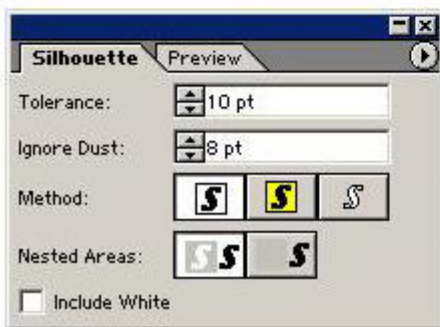 Silhouette Preview
Tolerance: 10 pt
Ignore Dust: 8 pt
Method: S S S
Nested Areas: S S S
Include White